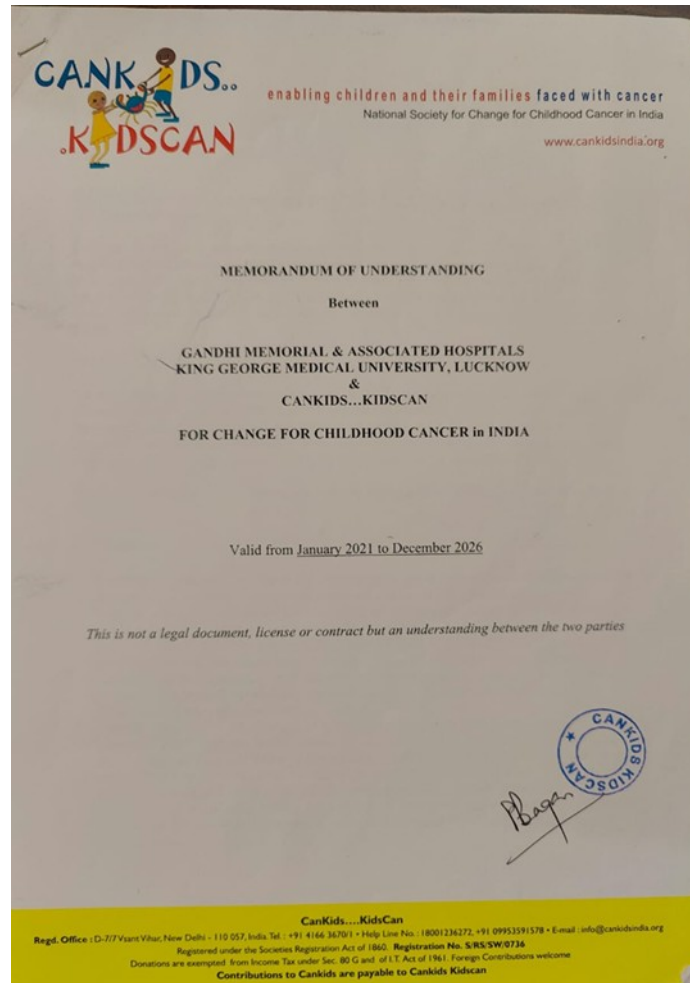 CANKIDS..
.KIDSCAN
enabling children and their families faced with cancer
National Society for Change for Childhood Cancer in India
www.cankidsindia.org
MEMORANDUM OF UNDERSTANDING
Between
GANDHI MEMORIAL & ASSOCIATED HOSPITALS
KING GEORGE MEDICAL UNIVERSITY, LUCKNOW
&
CANKIDS...KIDSCAN
FOR CHANGE FOR CHILDHOOD CANCER in INDIA
Valid from January 2021 to December 2026
This is not a legal document, license or contract but an understanding between the two parties
CANKIDS KIDSCAN
CanKids....KidsCan
Regd. Office : D-7/7 Vsant Vihar, New Delhi - 110 057, India. Tel : +91 4166 3670/1 • Help Line No. : 18001236272, +91 09953591578 • E-mail : info@cankidsindia.org
Registered under the Societies Registration Act of 1860. Registration No. S/RS/SW/0736
Donations are exempted from Income Tax under Sec. 80 G and of I.T. Act of 1961. Foreign Contributions welcome
Contributions to Cankids are payable to Cankids Kidscan